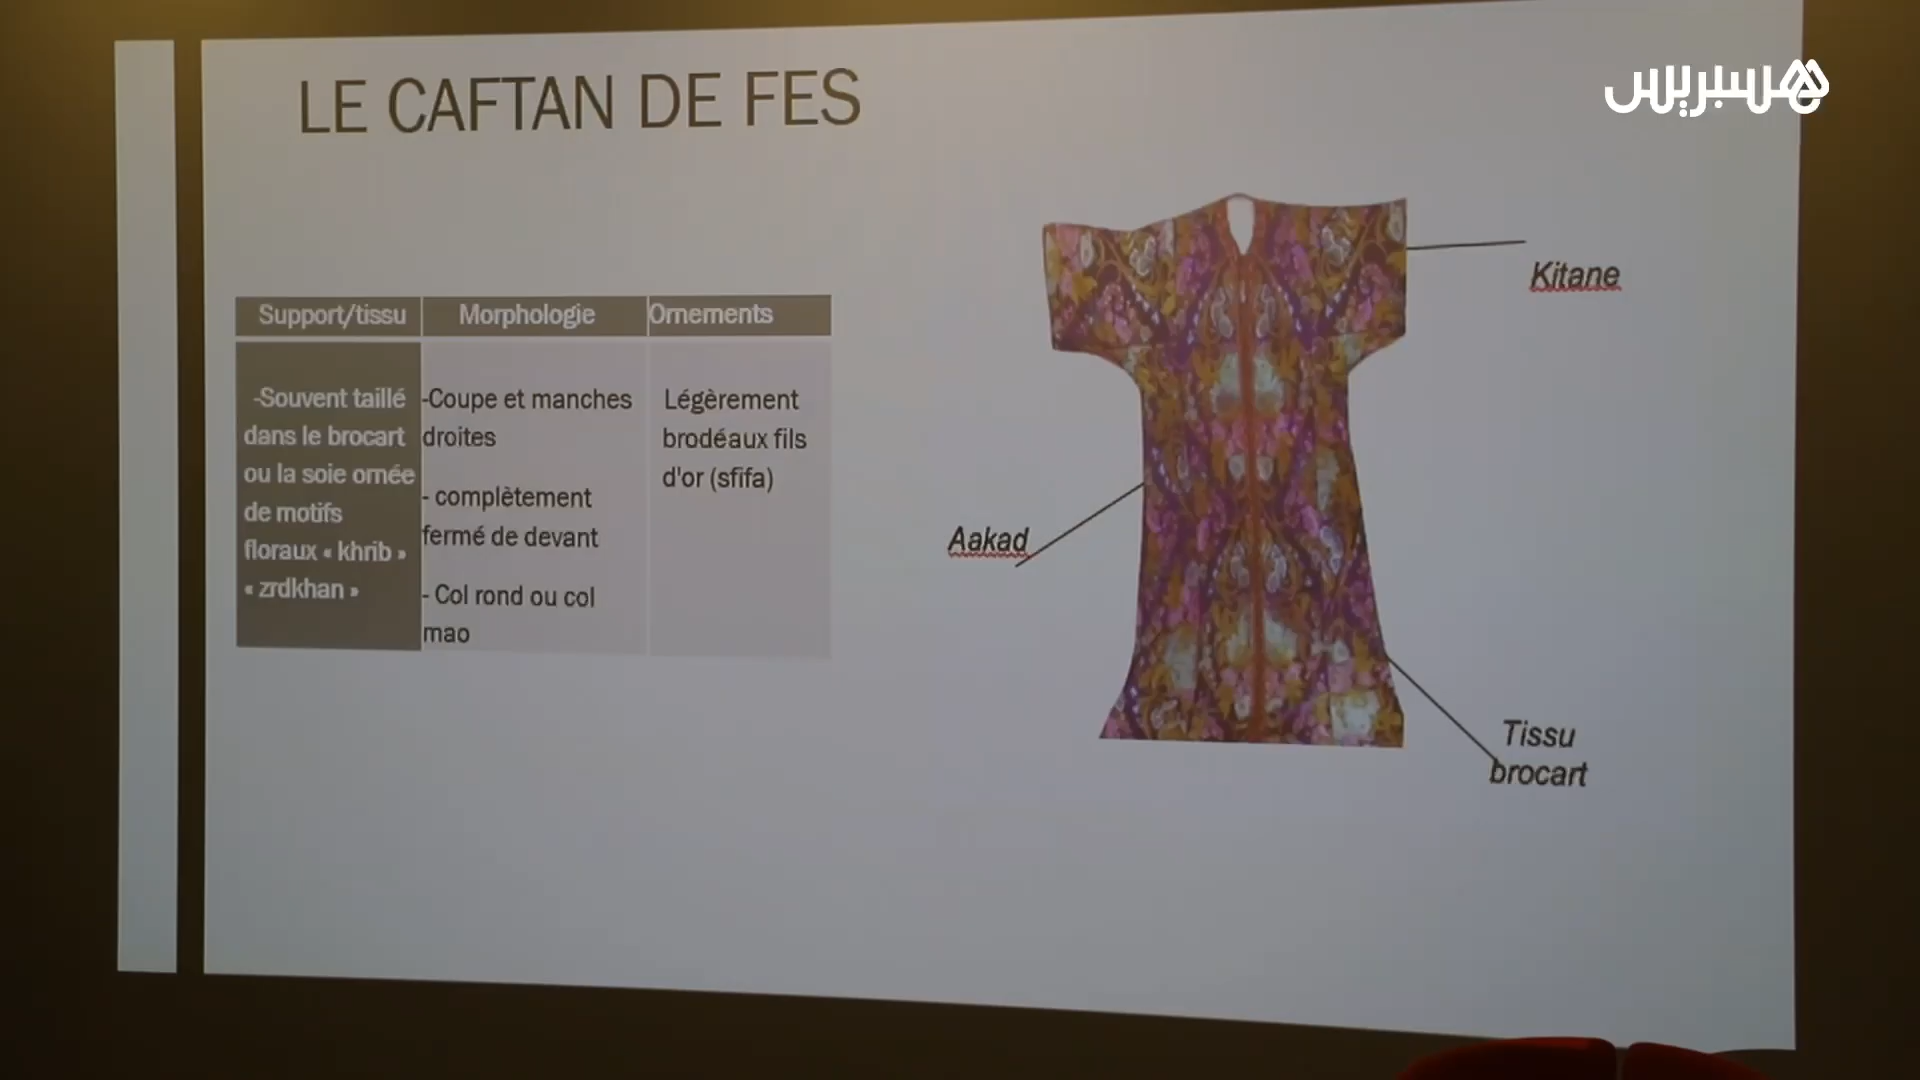 LE CAFTAN DE FES
هسبريس
Support/tissu
Morphologie
Ornements
-Souvent taillé
dans le brocart
ou la soie ornée
de motifs
floraux « khrib »
« zrdkhan »
-Coupe et manches
droites
- complètement
fermé de devant
- Col rond ou col
mao
Légèrement
brodéaux fils
d'or (sfifa)
Kitane
Aakad
Tissu
brocart